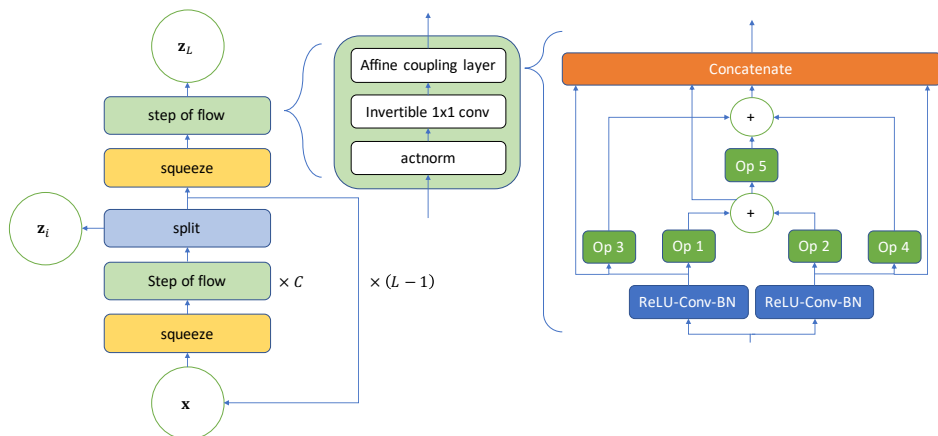 𝐳_L
step of flow
squeeze
𝐳_i
split
Step of flow
× C
× (L − 1)
squeeze
𝐱
Affine coupling layer
Invertible 1x1 conv
actnorm
Concatenate
+
Op 5
+
Op 3
Op 1
Op 2
Op 4
ReLU-Conv-BN
ReLU-Conv-BN